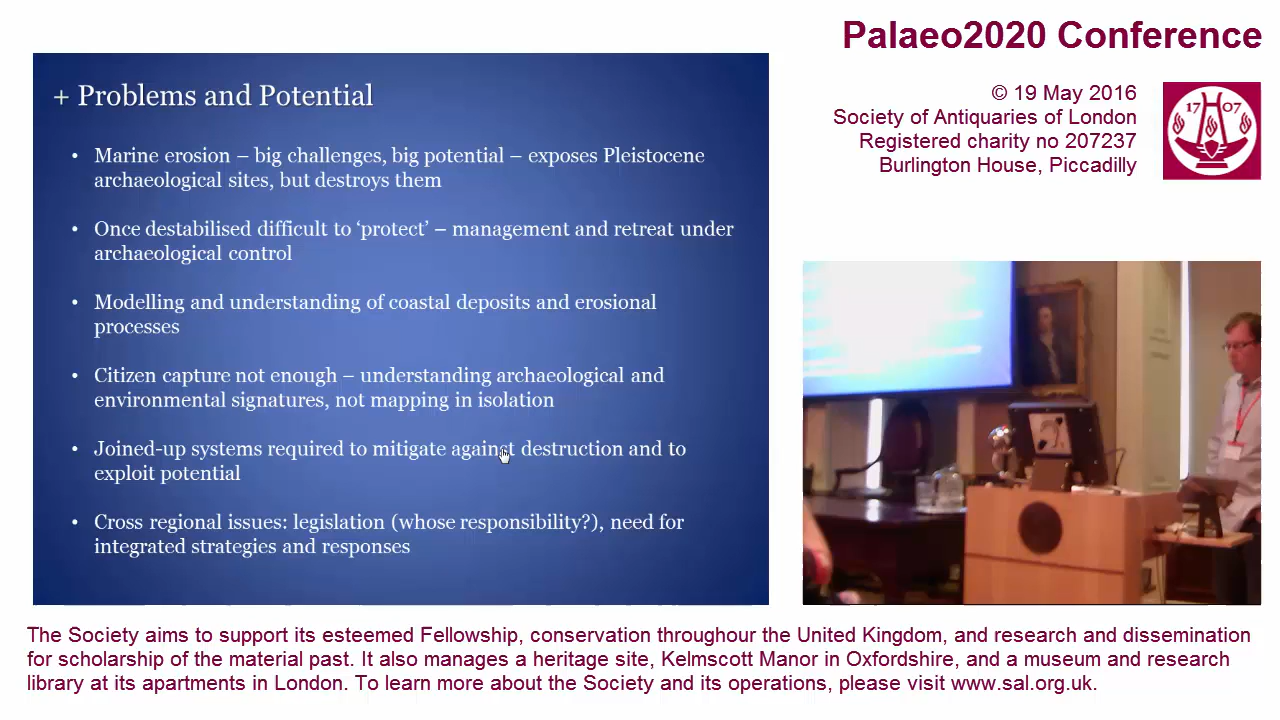 Palaeo2020 Conference
© 19 May 2016
Society of Antiquaries of London
Registered charity no 207237
Burlington House, Piccadilly
17 07
+ Problems and Potential
• Marine erosion – big challenges, big potential – exposes Pleistocene
archaeological sites, but destroys them
• Once destabilised difficult to ‘protect’ – management and retreat under
archaeological control
• Modelling and understanding of coastal deposits and erosional
processes
• Citizen capture not enough – understanding archaeological and
environmental signatures, not mapping in isolation
• Joined-up systems required to mitigate against destruction and to
exploit potential
• Cross regional issues: legislation (whose responsibility?), need for
integrated strategies and responses
The Society aims to support its esteemed Fellowship, conservation throughour the United Kingdom, and research and dissemination
for scholarship of the material past. It also manages a heritage site, Kelmscott Manor in Oxfordshire, and a museum and research
library at its apartments in London. To learn more about the Society and its operations, please visit www.sal.org.uk.